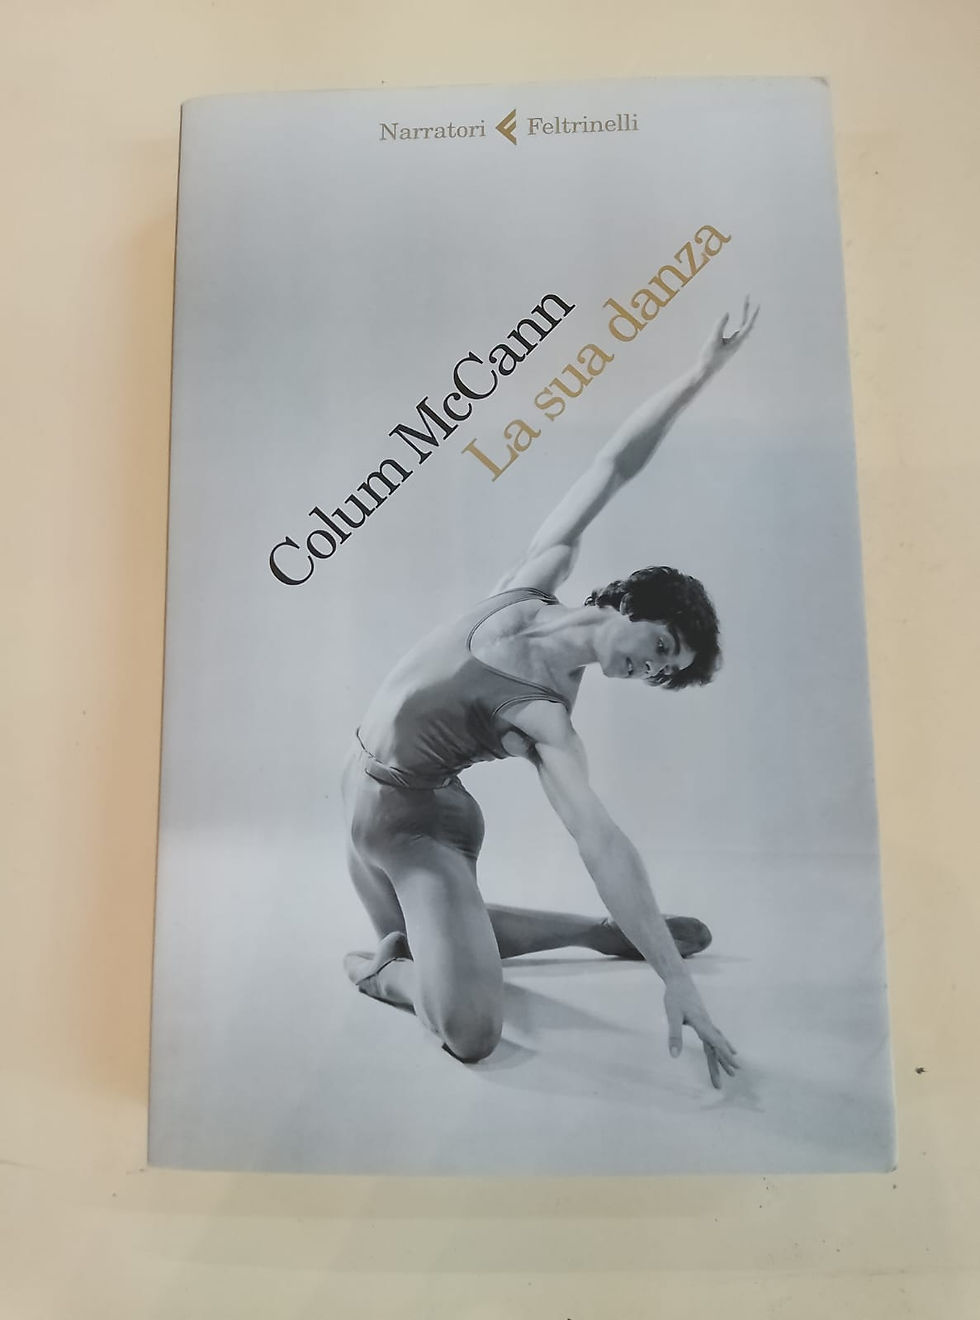 Narratori Feltrinelli
Colum McCann
La sua danza